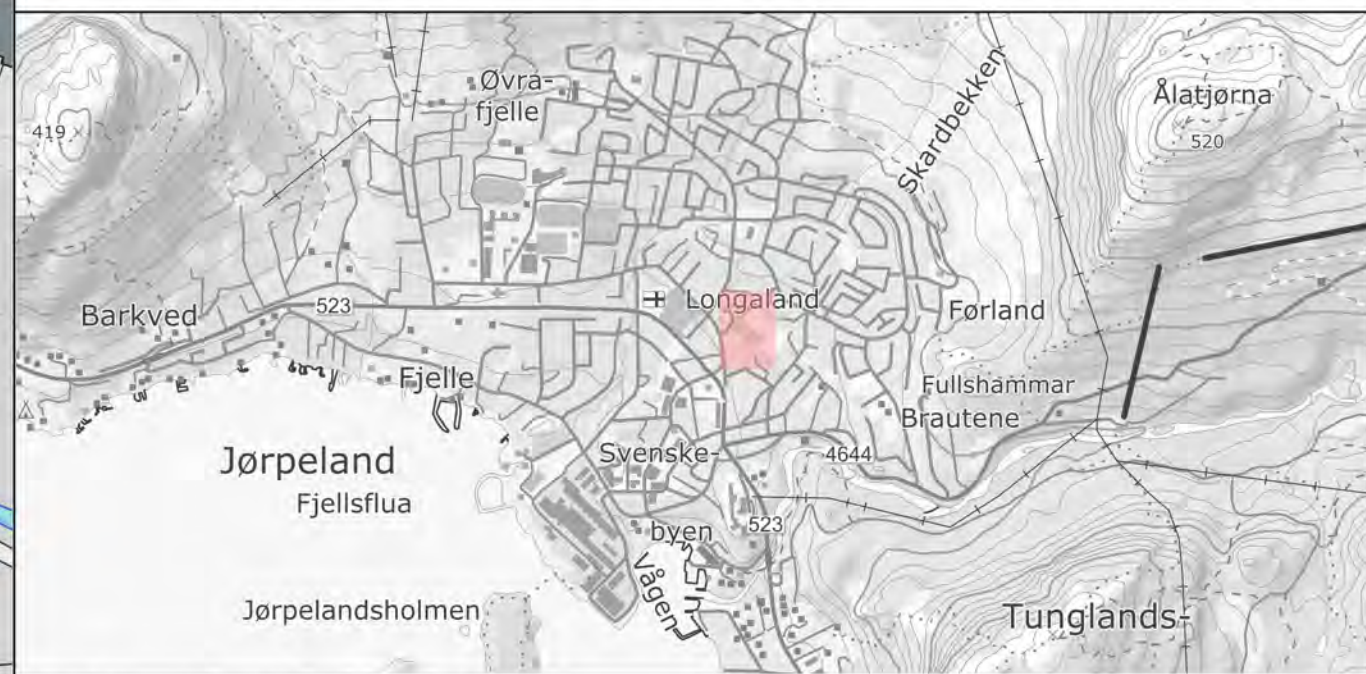 Øvra-
fjelle
Skardbekken
Ålatjørna
520
419
Barkved
523
Longaland
Førland
Fjelle
Fullshammar
Brautene
Jørpeland
Svenske-
4644
Fjellsflua
byen
523
Vågen
Jørpelandsholmen
Tunglands-